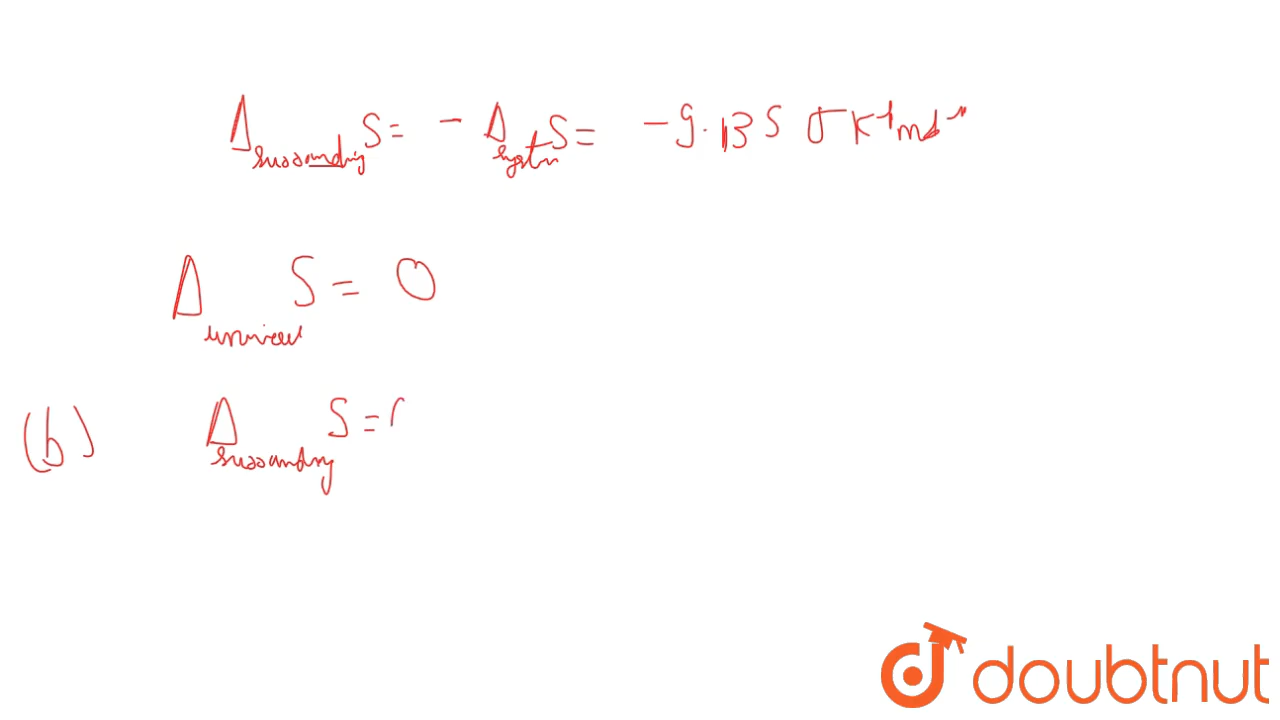 Δsurrounding S = - Δsystem S = - 9.135 J K⁻¹ mol⁻¹
Δuniverse S = 0
(b) Δsurrounding S =
doubtnut